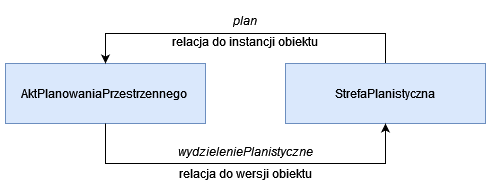 plan
relacja do instancji obiektu
AktPlanowaniaPrzestrzennego
StrefaPlanistyczna
wydzieleniePlanistyczne
relacja do wersji obiektu